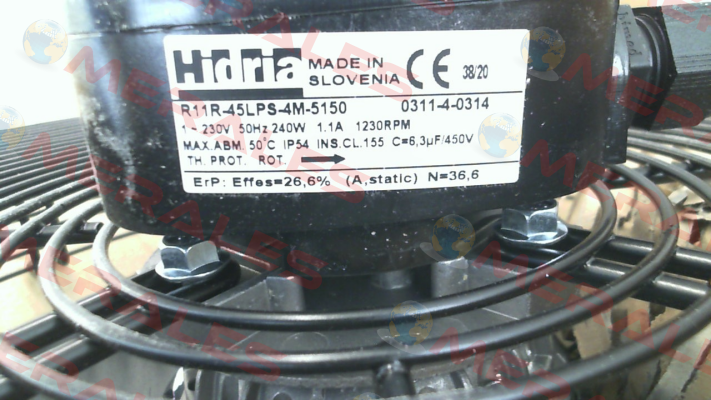 Hidria MADE IN SLOVENIA CE 38/20
R11R-45LPS-4M-5150 0311-4-0314
1~230V 50Hz 240W 1.1A 1230RPM
MAX.ABM. 50°C IP54 INS.CL.155 C=6,3µF/450V
TH. PROT. ROT.
ErP: Effes=26,6% (A,static) N=36,6
MERALES